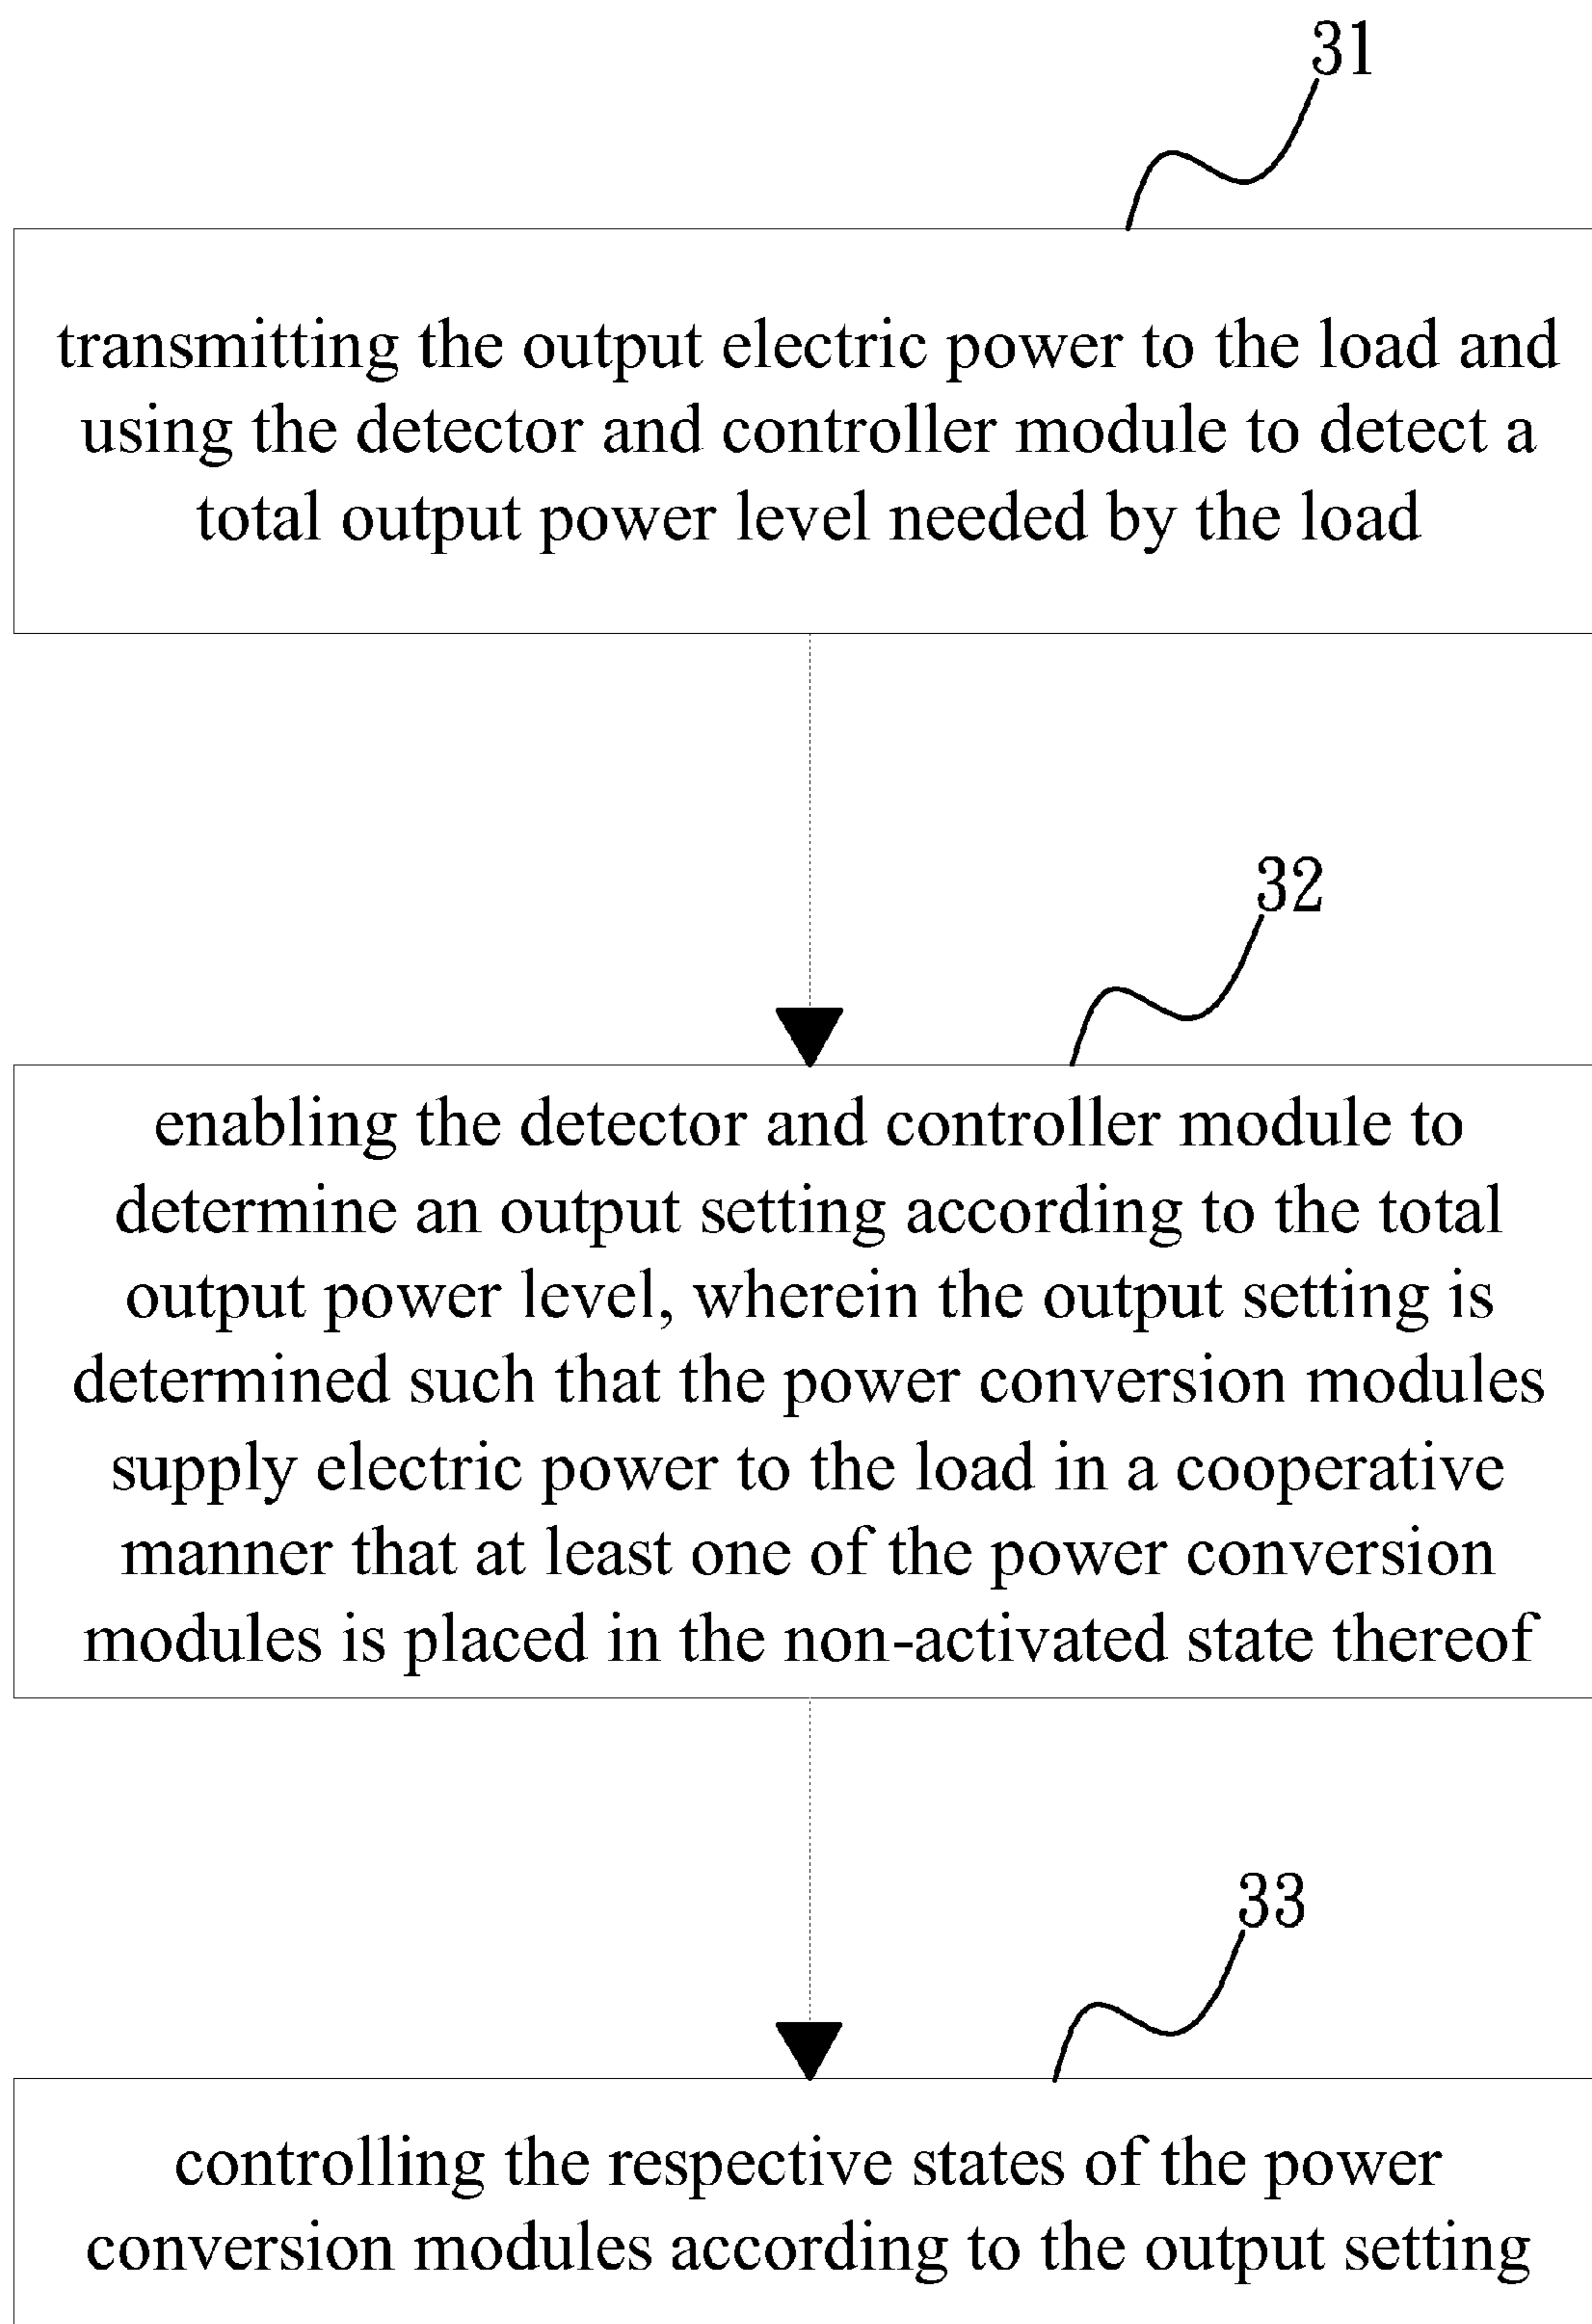 31
transmitting the output electric power to the load and
using the detector and controller module to detect a
total output power level needed by the load
32
enabling the detector and controller module to
determine an output setting according to the total
output power level, wherein the output setting is
determined such that the power conversion modules
supply electric power to the load in a cooperative
manner that at least one of the power conversion
modules is placed in the non-activated state thereof
33
controlling the respective states of the power
conversion modules according to the output setting